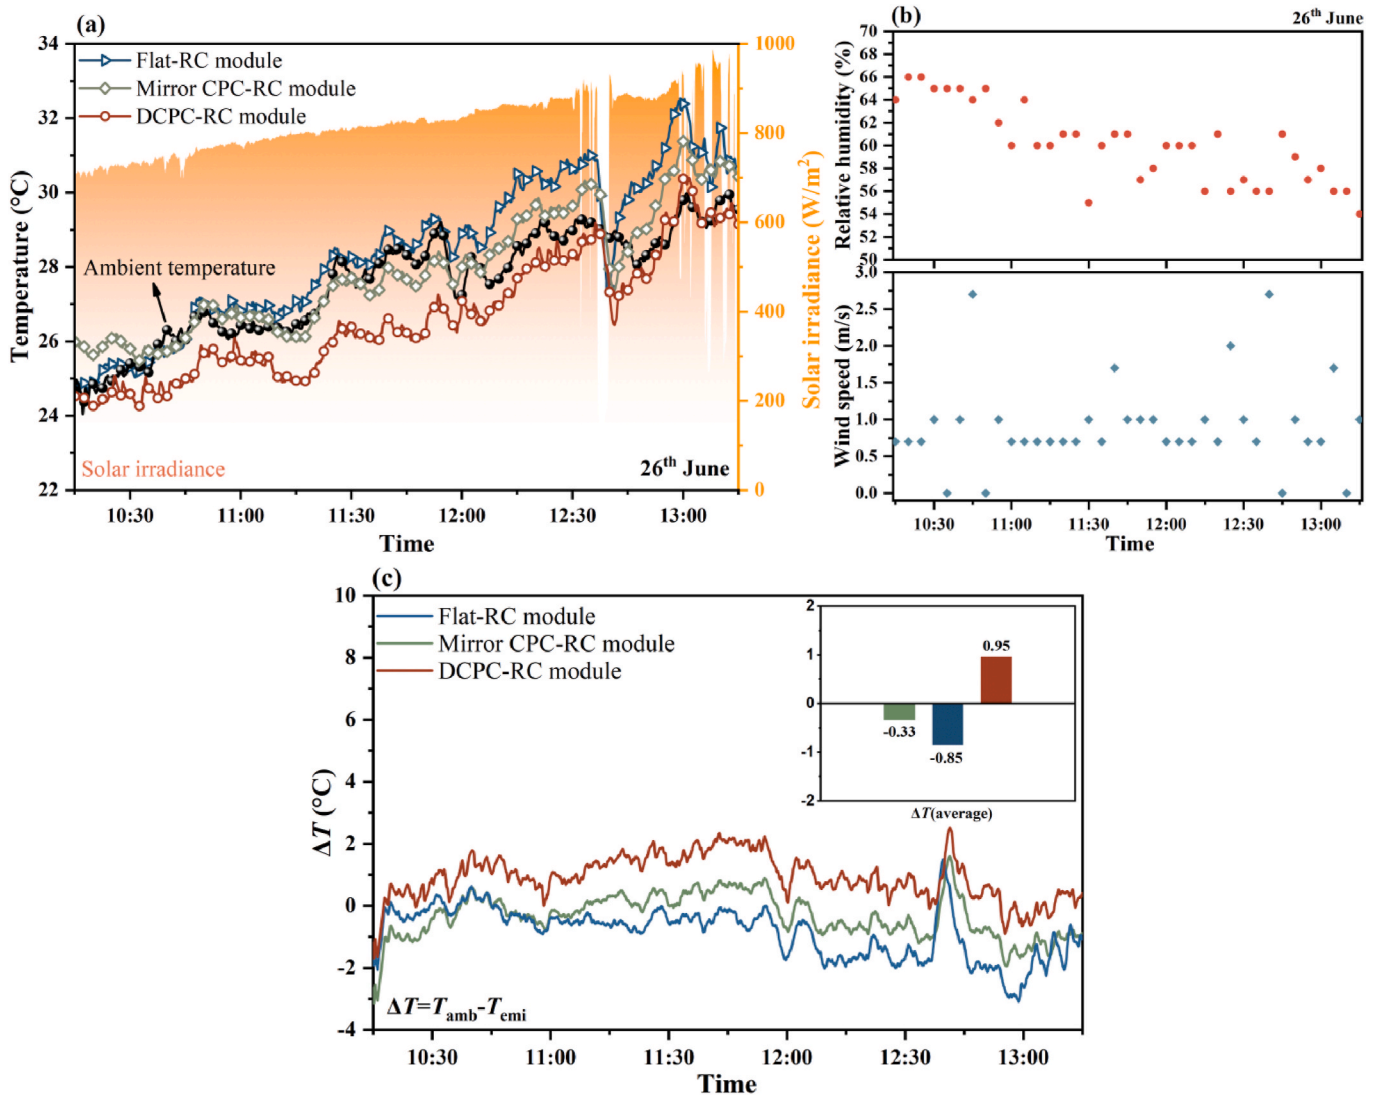 (a)
34
32
30
28
26
24
22
Temperature (°C)
Flat-RC module
Mirror CPC-RC module
DCPC-RC module
Ambient temperature
Solar irradiance
26th June
1000
800
600
400
200
0
Solar irradiance (W/m2)
10:30 11:00 11:30 12:00 12:30 13:00
Time
(b)
26th June
70
68
66
64
62
60
58
56
54
52
50
Relative humidity (%)
3.0
2.5
2.0
1.5
1.0
0.5
0.0
Wind speed (m/s)
10:30 11:00 11:30 12:00 12:30 13:00
Time
(c)
10
8
6
4
2
0
-2
-4
ΔT (°C)
Flat-RC module
Mirror CPC-RC module
DCPC-RC module
2
1
0
-1
-2
0.95
-0.33
-0.85
ΔT(average)
ΔT=Tamb-Temi
10:30 11:00 11:30 12:00 12:30 13:00
Time